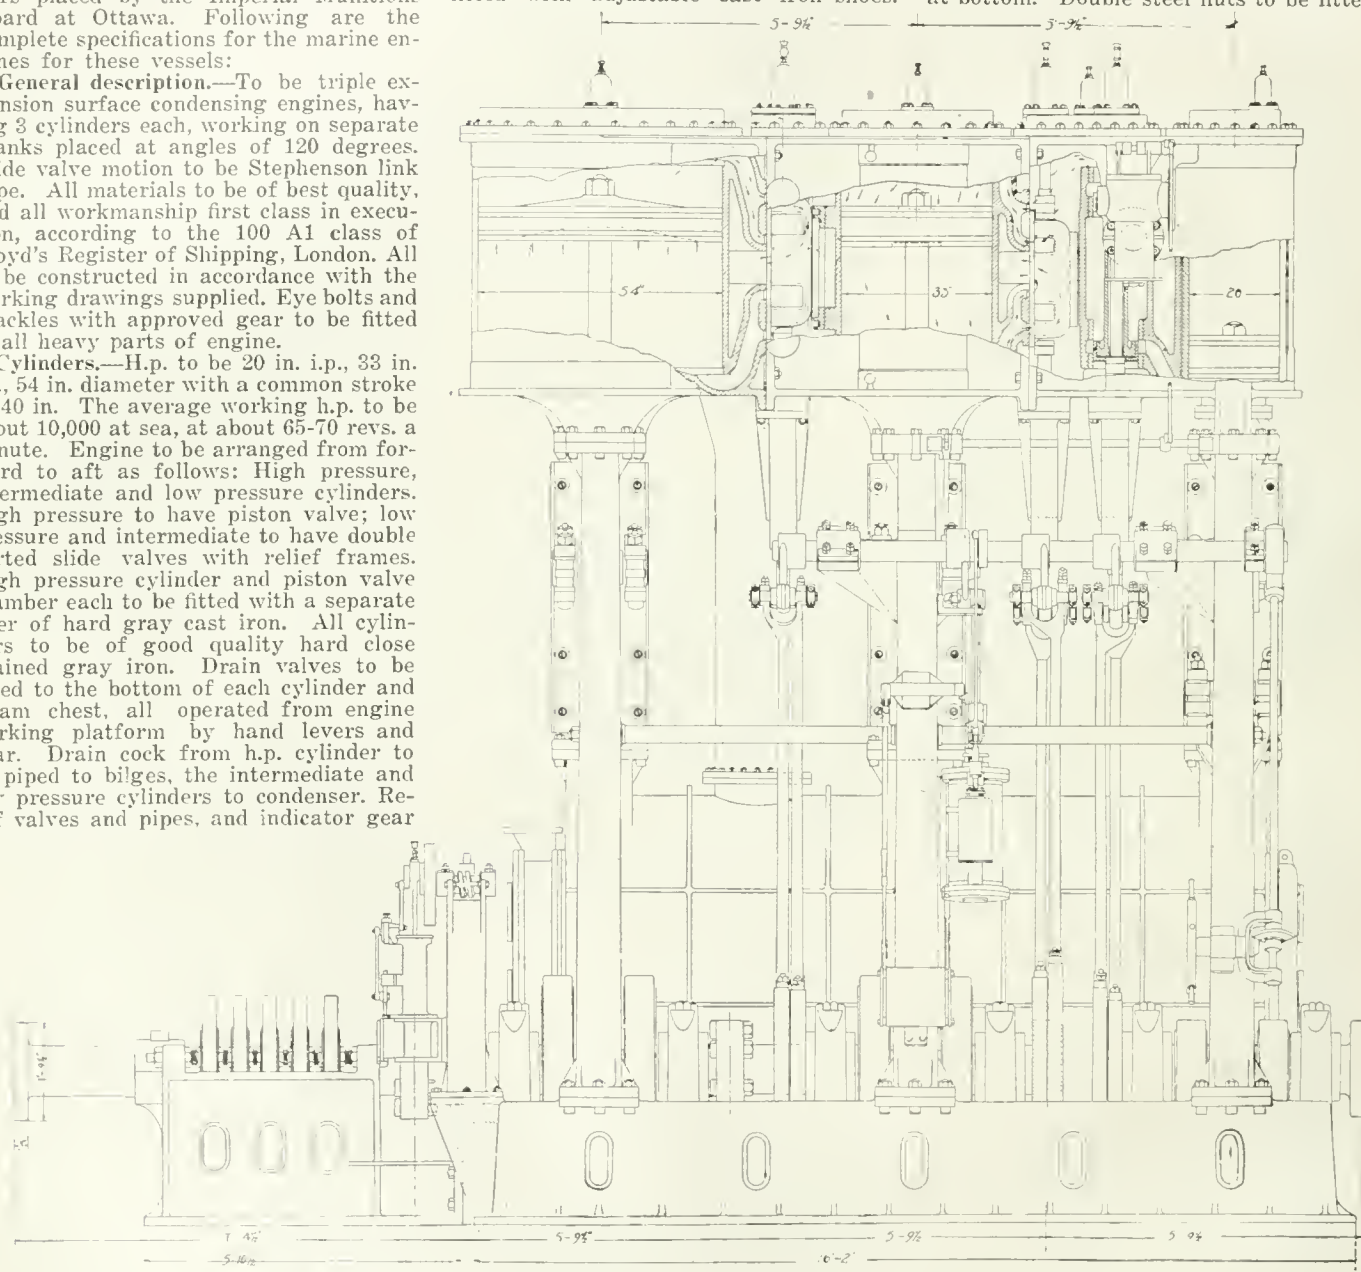 placed by the Imperial Munitions
ard at Ottawa. Following are the
mplete specifications for the marine en-
nes for these vessels:
General description.—To be triple ex-
nsion surface condensing engines, hav-
g 3 cylinders each, working on separate
anks placed at angles of 120 degrees.
ide valve motion to be Stephenson link
pe. All materials to be of best quality,
d all workmanship first class in execu-
on, according to the 100 A1 class of
oyd's Register of Shipping, London. All
be constructed in accordance with the
rking drawings supplied. Eye bolts and
ackles with approved gear to be fitted
all heavy parts of engine.
Cylinders.—H.p. to be 20 in. i.p., 33 in.
., 54 in. diameter with a common stroke
40 in. The average working h.p. to be
out 10,000 at sea, at about 65-70 revs. a
nute. Engine to be arranged from for-
rd to aft as follows: High pressure,
ermediate and low pressure cylinders.
gh pressure to have piston valve; low
essure and intermediate to have double
rted slide valves with relief frames.
gh pressure cylinder and piston valve
amber each to be fitted with a separate
er of hard gray cast iron. All cylin-
rs to be of good quality hard close
ained gray iron. Drain valves to be
ed to the bottom of each cylinder and
am chest, all operated from engine
rking platform by hand levers and
ar. Drain cock from h.p. cylinder to
piped to bilges, the intermediate and
pressure cylinders to condenser. Re-
f valves and pipes, and indicator gear
with adjustable cast iron shoes.
at bottom. Double steel nuts to be fitte
5-9½"
5-9½"
54"
33"
20"
5-9½"
5-9½